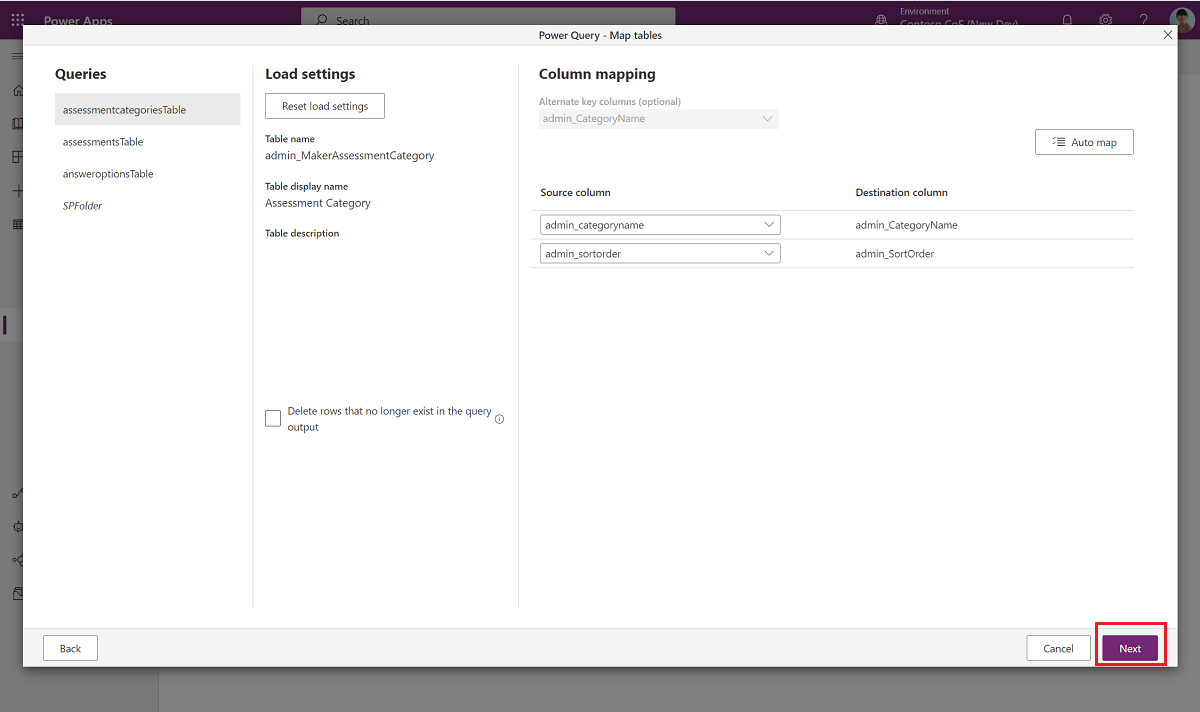 Power Apps
Search
Environment
Contoso CoE (New Dev)
Power Query - Map tables
Queries
assessmentcategoriesTable
assessmentsTable
answeroptionsTable
SPFolder
Load settings
Reset load settings
Table name
admin_MakerAssessmentCategory
Table display name
Assessment Category
Table description
Delete rows that no longer exist in the query
output
Column mapping
Alternate key columns (optional)
admin_CategoryName
Auto map
Source column Destination column
admin_categoryname admin_CategoryName
admin_sortorder admin_SortOrder
Back
Cancel
Next